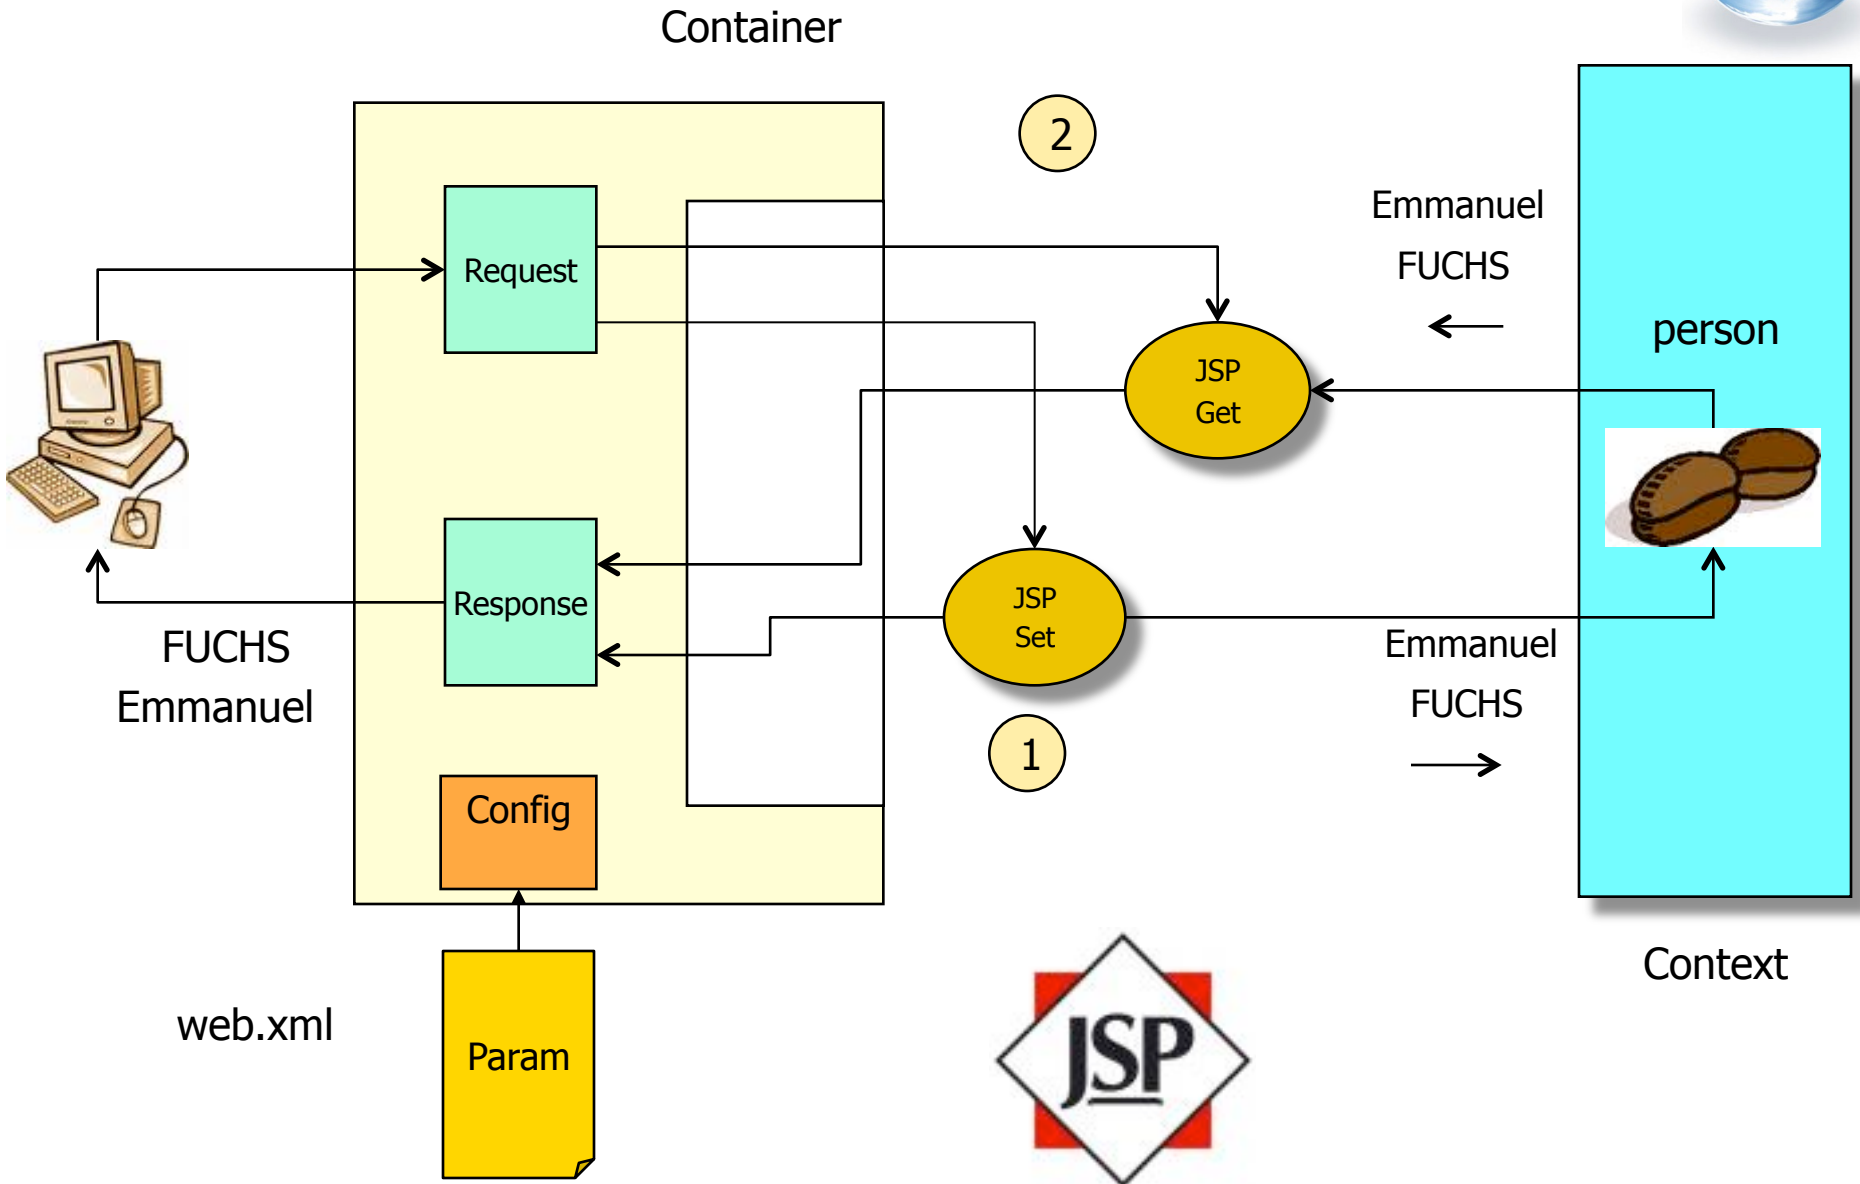 Container
2
Emmanuel
FUCHS
Request
person
JSP
Get
Response
JSP
Set
FUCHS
Emmanuel
Emmanuel
FUCHS
1
Config
Context
web.xml
Param
JSP